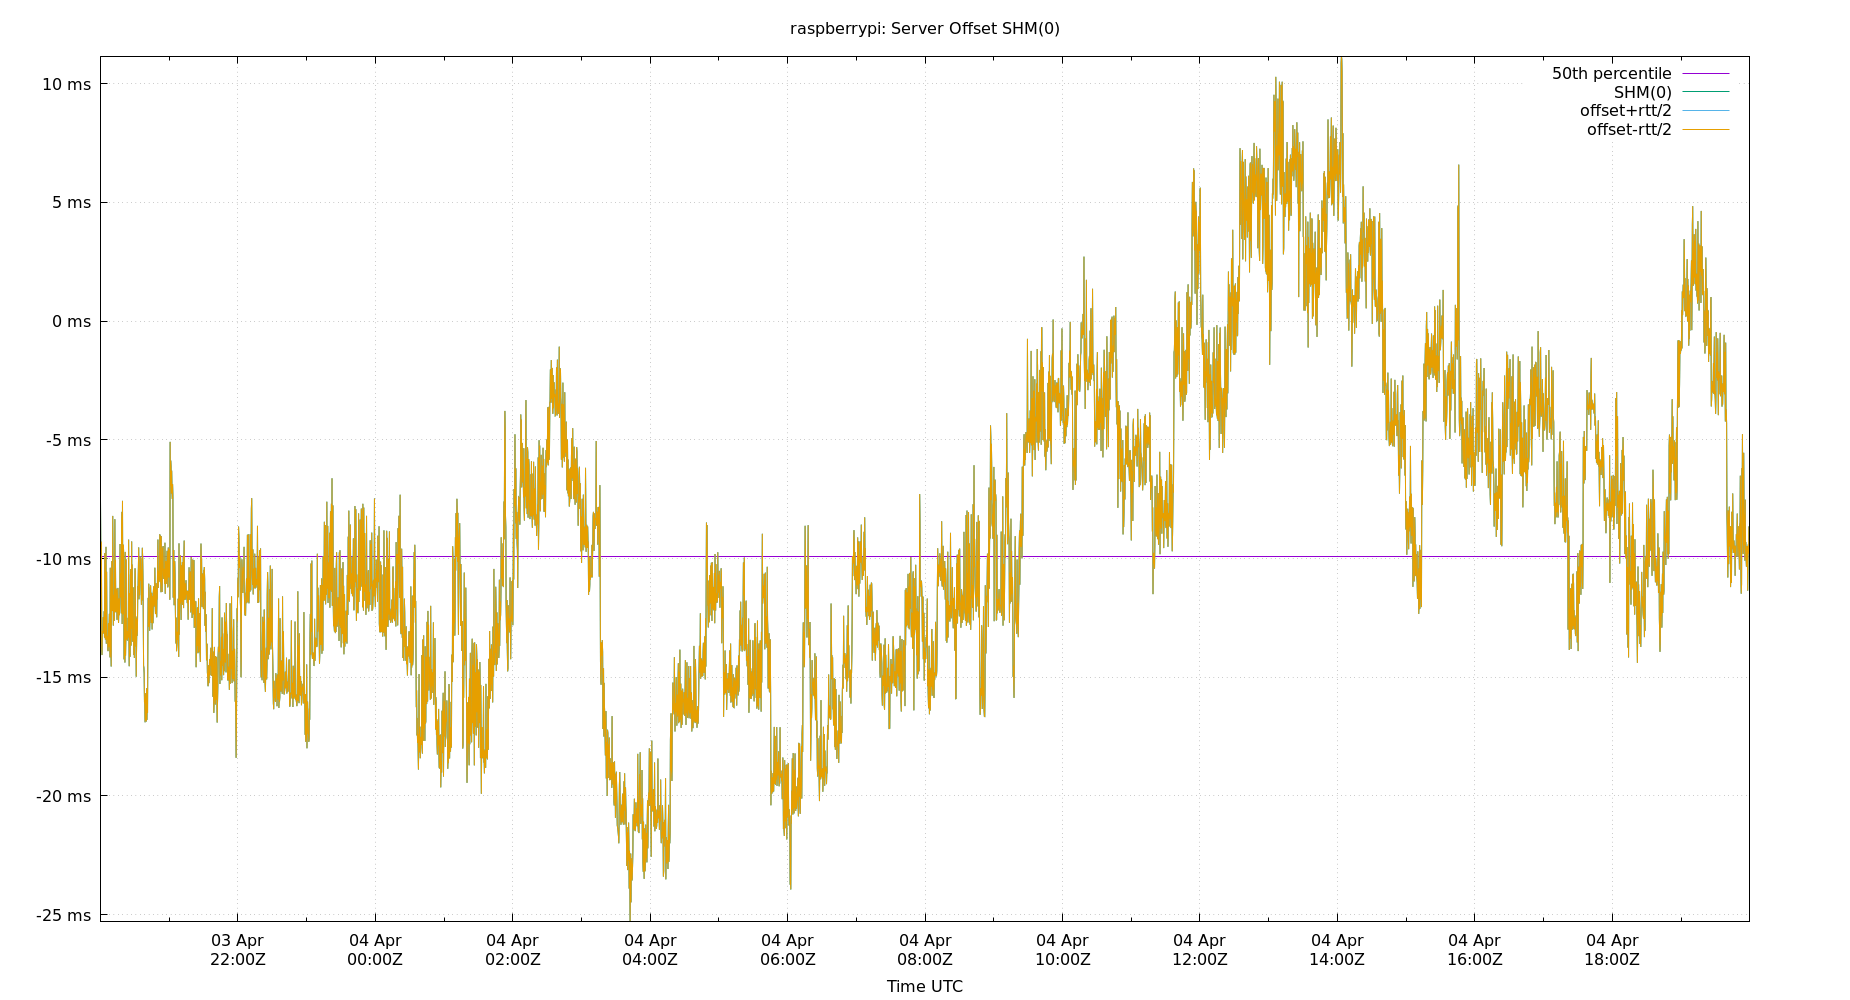 raspberrypi: Server Offset SHM(0)
50th percentile
SHM(0)
offset+rtt/2
offset-rtt/2
10 ms
5 ms
0 ms
-5 ms
-10 ms
-15 ms
-20 ms
-25 ms
03 Apr 04 Apr 04 Apr 04 Apr 04 Apr 04 Apr 04 Apr 04 Apr 04 Apr 04 Apr 04 Apr
22:00Z 00:00Z 02:00Z 04:00Z 06:00Z 08:00Z 10:00Z 12:00Z 14:00Z 16:00Z 18:00Z
Time UTC